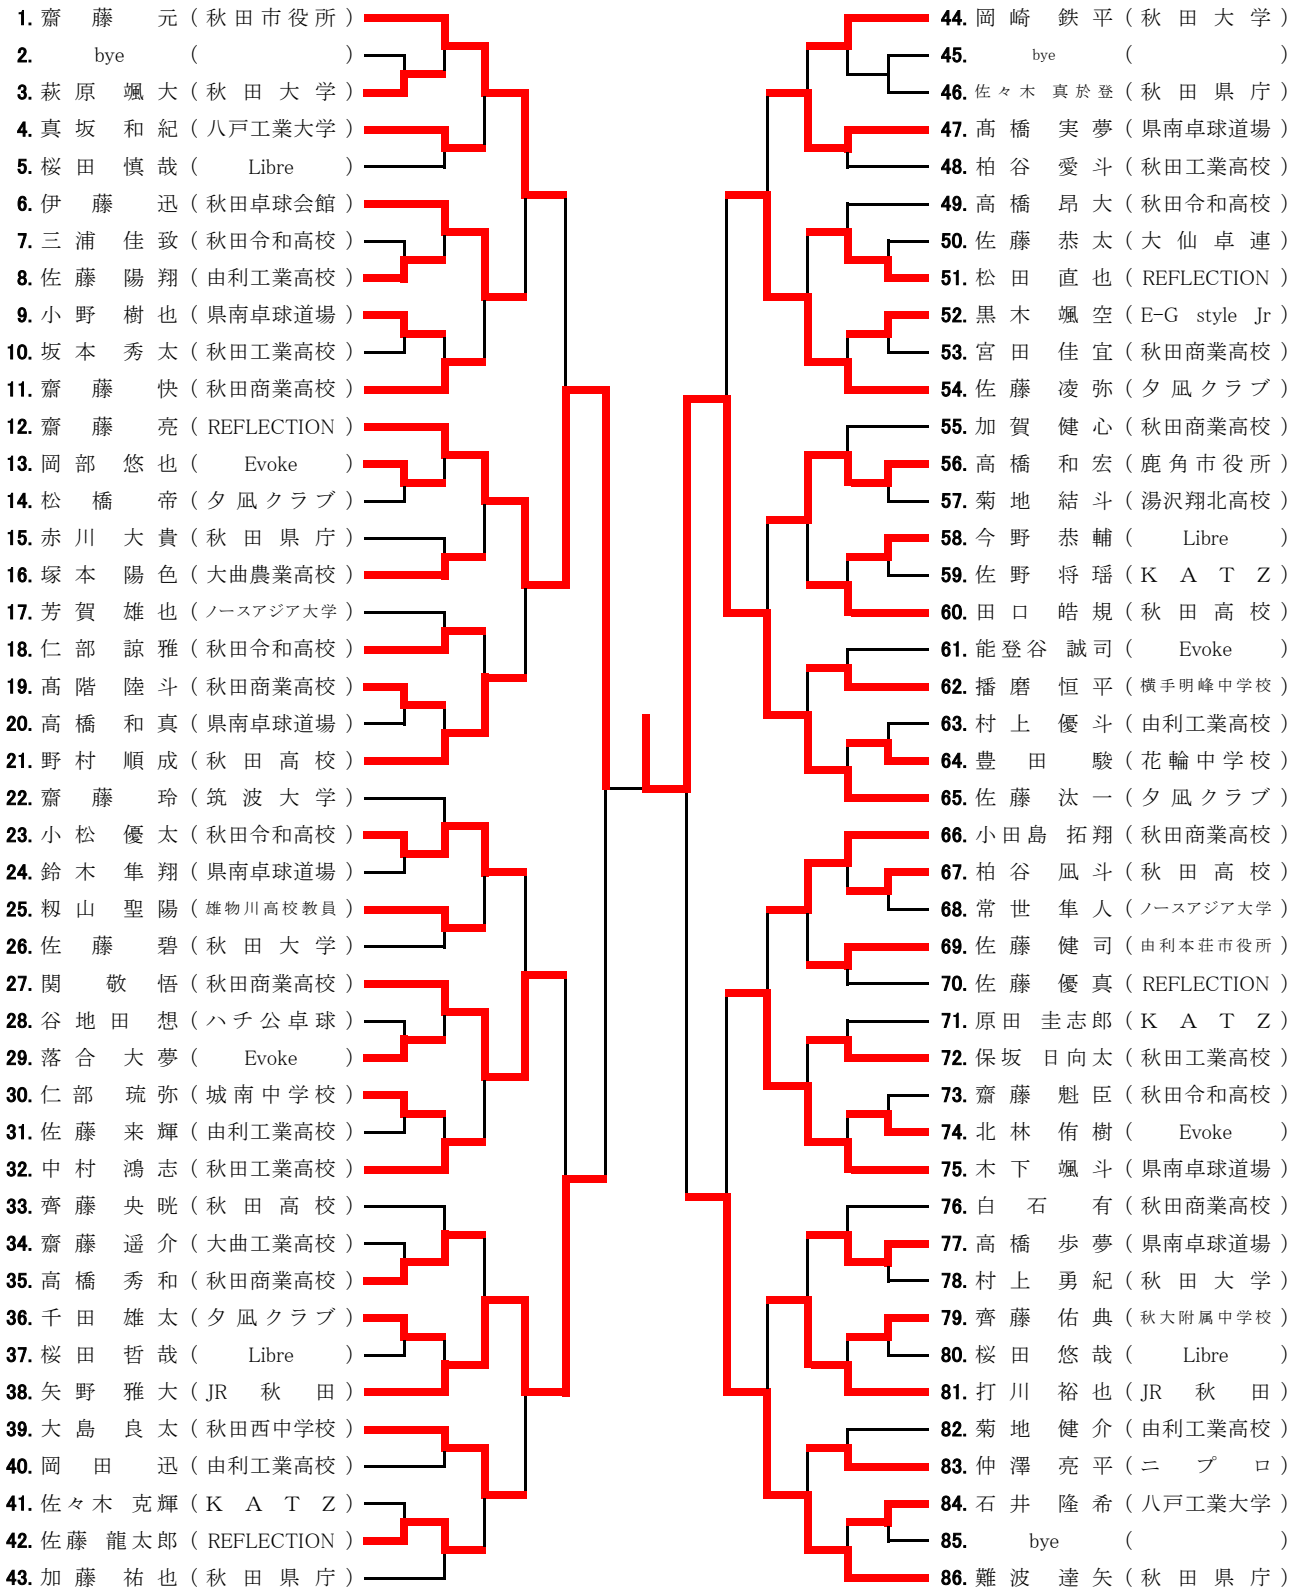 1. 齋藤 元 (秋田市役所)
2. bye ( )
3. 萩原 颯大 (秋田大学)
4. 真坂 和紀 (八戸工業大学)
5. 桜田 慎哉 (Libre)
6. 伊藤 迅 (秋田卓球会館)
7. 三浦 佳致 (秋田令和高校)
8. 佐藤 陽翔 (由利工業高校)
9. 小野 樹也 (県南卓球道場)
10. 坂本 秀太 (秋田工業高校)
11. 齋藤 快 (秋田商業高校)
12. 齋藤 亮 (REFLECTION)
13. 岡部 悠也 (Evoke)
14. 松橋 帝 (夕凪クラブ)
15. 赤川 大貴 (秋田県庁)
16. 塚本 陽色 (大曲農業高校)
17. 芳賀 雄也 (ノースアジア大学)
18. 仁部 諒雅 (秋田令和高校)
19. 髙階 陸斗 (秋田商業高校)
20. 高橋 和真 (県南卓球道場)
21. 野村 順成 (秋田高校)
22. 齋藤 玲 (筑波大学)
23. 小松 優太 (秋田令和高校)
24. 鈴木 隼翔 (県南卓球道場)
25. 籾山 聖陽 (雄物川高校教員)
26. 佐藤 碧 (秋田大学)
27. 関 敬悟 (秋田商業高校)
28. 谷地田 想 (ハチ公卓球)
29. 落合 大夢 (Evoke)
30. 仁部 琉弥 (城南中学校)
31. 佐藤 来輝 (由利工業高校)
32. 中村 鴻志 (秋田工業高校)
33. 齊藤 央晄 (秋田高校)
34. 齋藤 遥介 (大曲工業高校)
35. 高橋 秀和 (秋田商業高校)
36. 千田 雄太 (夕凪クラブ)
37. 桜田 哲哉 (Libre)
38. 矢野 雅大 (JR秋田)
39. 大島 良太 (秋田西中学校)
40. 岡田 迅 (由利工業高校)
41. 佐々木 克輝 (KATZ)
42. 佐藤 龍太郎 (REFLECTION)
43. 加藤 祐也 (秋田県庁)
44. 岡崎 鉄平 (秋田大学)
45. bye ( )
46. 佐々木 真於登 (秋田県庁)
47. 髙橋 実夢 (県南卓球道場)
48. 柏谷 愛斗 (秋田工業高校)
49. 高橋 昂大 (秋田令和高校)
50. 佐藤 恭太 (大仙卓連)
51. 松田 直也 (REFLECTION)
52. 黒木 颯空 (E-G style Jr)
53. 宮田 佳宜 (秋田商業高校)
54. 佐藤 凌弥 (夕凪クラブ)
55. 加賀 健心 (秋田商業高校)
56. 高橋 和宏 (鹿角市役所)
57. 菊地 結斗 (湯沢翔北高校)
58. 今野 恭輔 (Libre)
59. 佐野 将瑶 (KATZ)
60. 田口 皓規 (秋田高校)
61. 能登谷 誠司 (Evoke)
62. 播磨 恒平 (横手明峰中学校)
63. 村上 優斗 (由利工業高校)
64. 豊田 駿 (花輪中学校)
65. 佐藤 汰一 (夕凪クラブ)
66. 小田島 拓翔 (秋田商業高校)
67. 柏谷 凪斗 (秋田高校)
68. 常世 隼人 (ノースアジア大学)
69. 佐藤 健司 (由利本荘市役所)
70. 佐藤 優真 (REFLECTION)
71. 原田 圭志郎 (KATZ)
72. 保坂 日向太 (秋田工業高校)
73. 齋藤 魁臣 (秋田令和高校)
74. 北林 侑樹 (Evoke)
75. 木下 颯斗 (県南卓球道場)
76. 白石 有 (秋田商業高校)
77. 高橋 歩夢 (県南卓球道場)
78. 村上 勇紀 (秋田大学)
79. 齊藤 佑典 (秋大附属中学校)
80. 桜田 悠哉 (Libre)
81. 打川 裕也 (JR秋田)
82. 菊地 健介 (由利工業高校)
83. 仲澤 亮平 (ニプロ)
84. 石井 隆希 (八戸工業大学)
85. bye ( )
86. 難波 達矢 (秋田県庁)